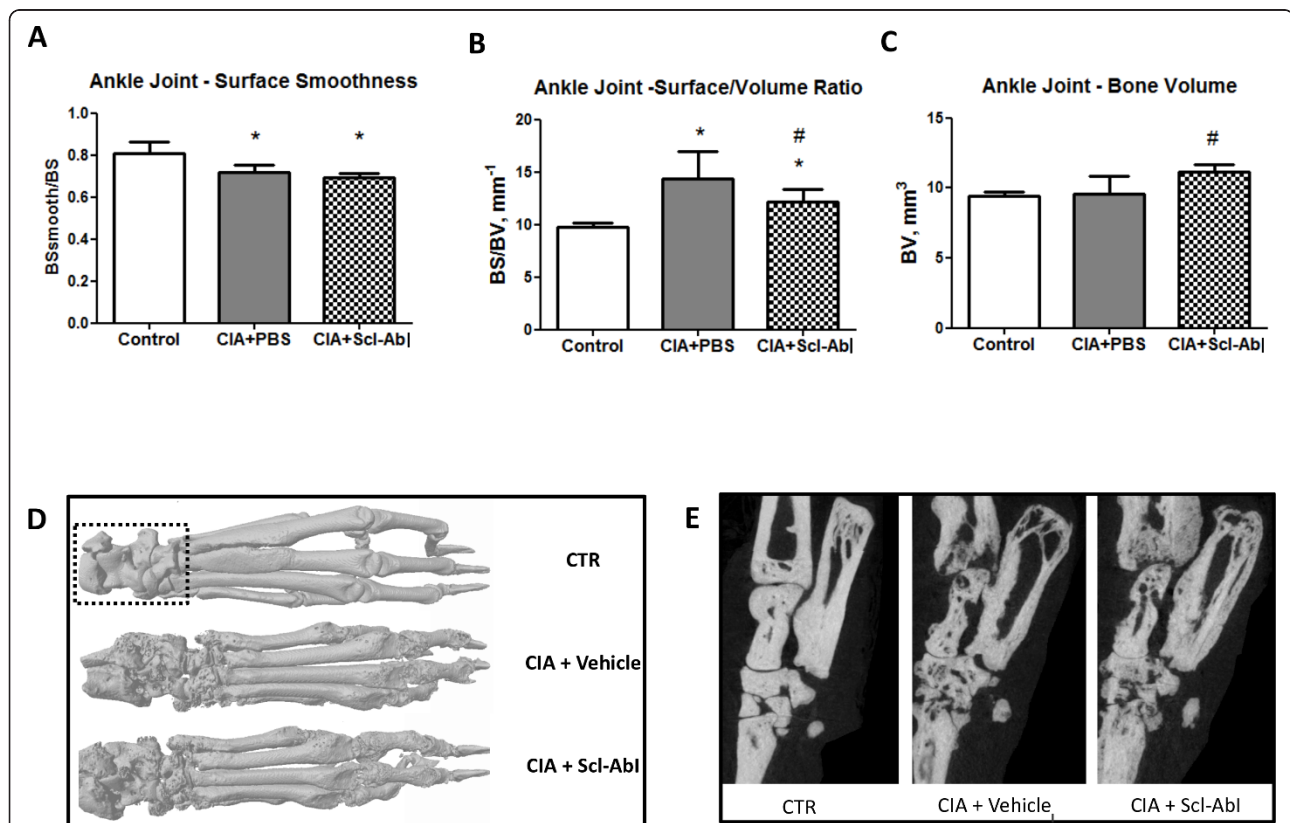 A
Ankle Joint - Surface Smoothness
BSsmooth/BS
1.0
0.8
0.6
0.4
0.2
0.0
*
*
Control
CIA+PBS
CIA+Scl-Ab|
B
Ankle Joint -Surface/Volume Ratio
BS/BV, mm⁻¹
20
15
10
5
0
*
#
*
Control
CIA+PBS
CIA+Scl-Ab|
C
Ankle Joint - Bone Volume
BV, mm³
15
10
5
0
#
Control
CIA+PBS
CIA+Scl-Ab|
D
CTR
CIA + Vehicle
CIA + Scl-AbI
E
CTR
CIA + Vehicle
CIA + Scl-AbI